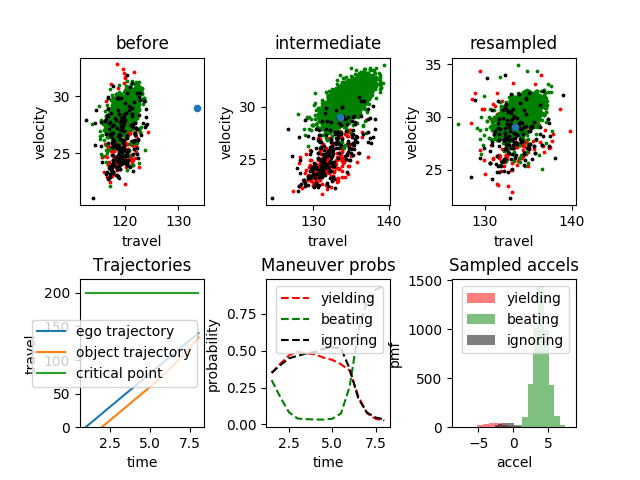 before
intermediate
resampled
35
30
25
velocity
120
130
travel
30
25
velocity
130
140
travel
30
25
velocity
130
140
travel
Trajectories
Maneuver probs
Sampled accels
200
150
100
50
0
travel
ego trajectory
object trajectory
critical point
2.5
5.0
7.5
time
0.75
0.50
0.25
0.00
probability
yielding
beating
ignoring
2.5
5.0
7.5
time
1500
1000
500
0
pmf
yielding
beating
ignoring
-5
0
5
accel